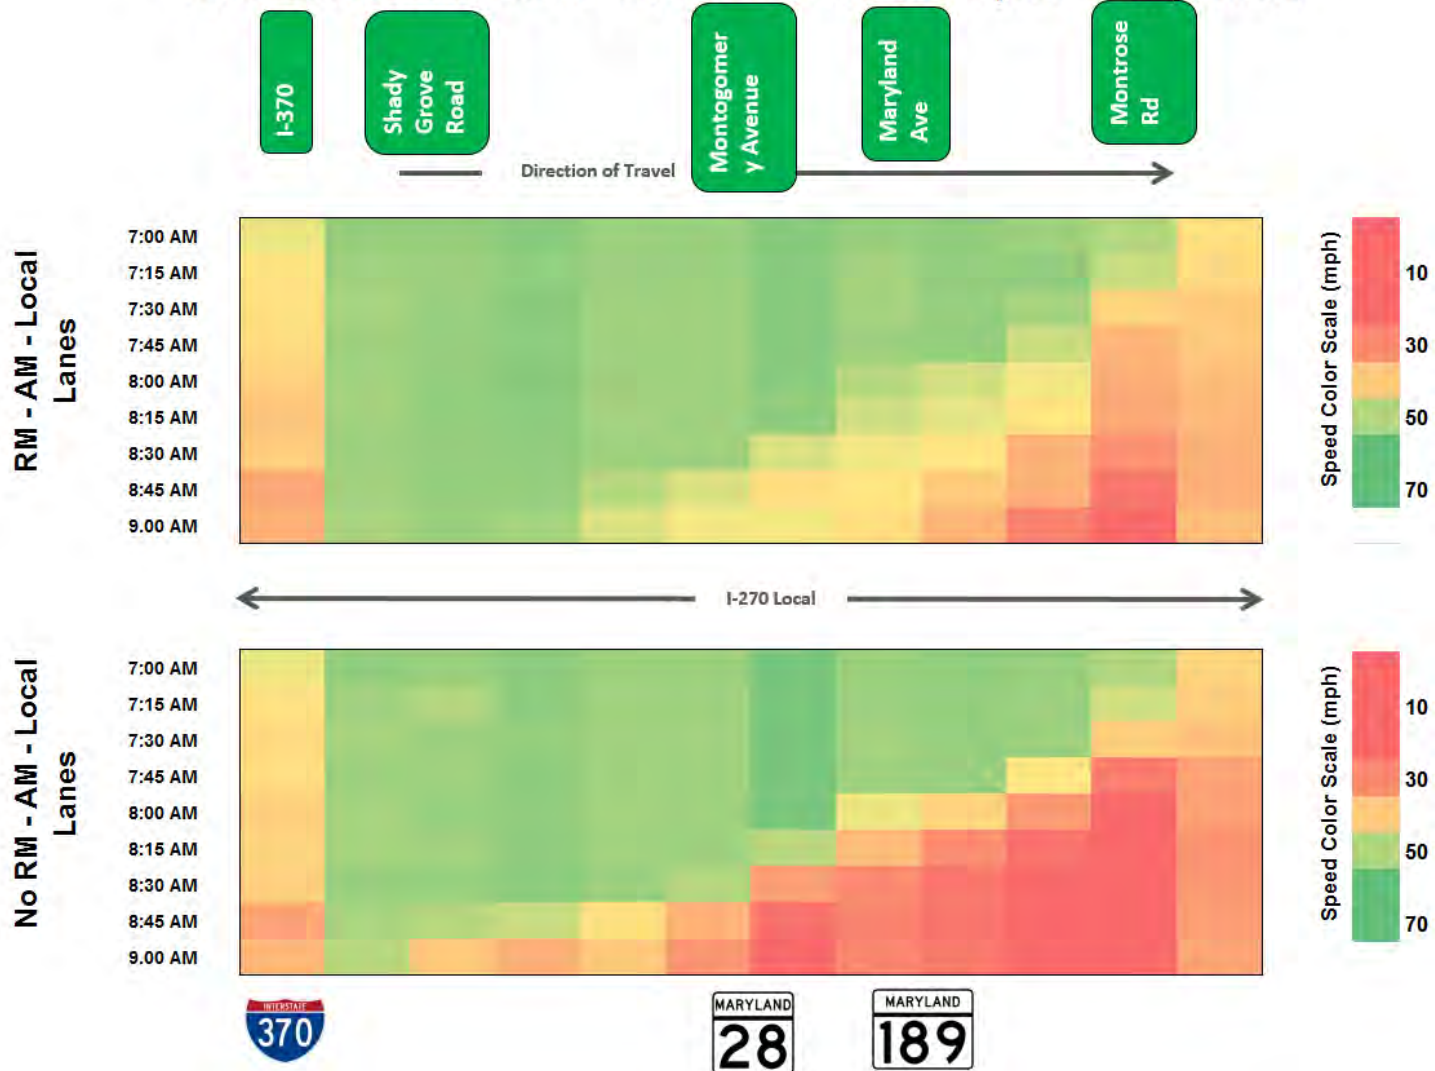 I-370
Shady
Grove
Road
Montogomer
y Avenue
Maryland
Ave
Montrose
Rd
Direction of Travel
RM - AM - Local
Lanes
7:00 AM
7:15 AM
7:30 AM
7:45 AM
8:00 AM
8:15 AM
8:30 AM
8:45 AM
9.00 AM
Speed Color Scale (mph)
10
30
50
70
I-270 Local
No RM - AM - Local
Lanes
7:00 AM
7:15 AM
7:30 AM
7:45 AM
8:00 AM
8:15 AM
8:30 AM
8:45 AM
9.00 AM
Speed Color Scale (mph)
10
30
50
70
INTERSTATE
370
MARYLAND
28
MARYLAND
189